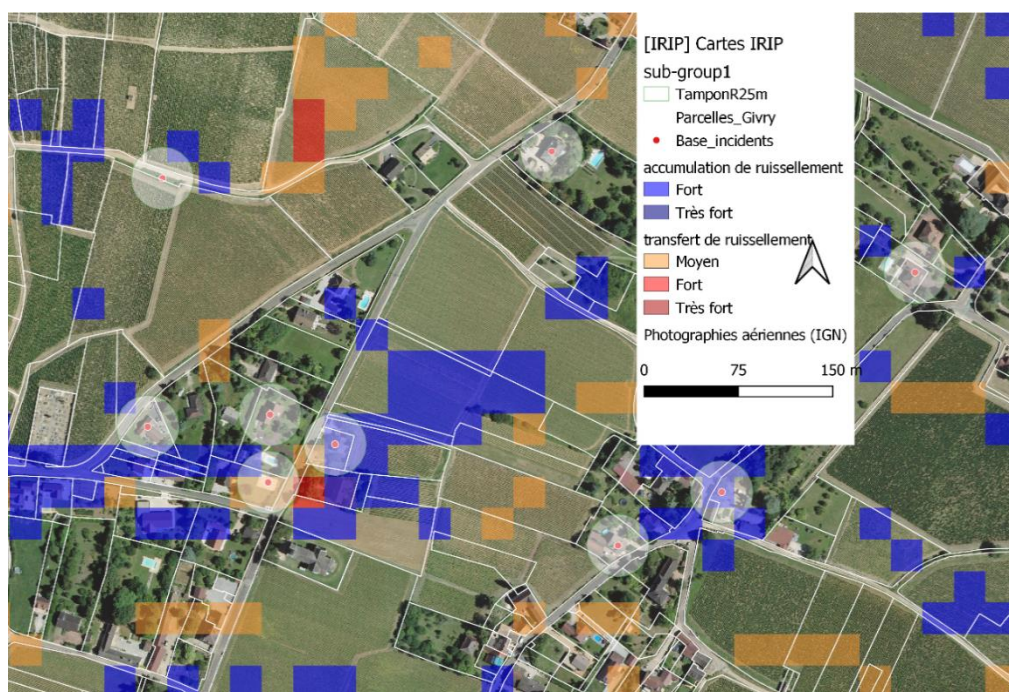 [IRIP] Cartes IRIP
sub-group1
TamponR25m
Parcelles_Givry
Base_incidents
accumulation de ruissellement
Fort
Très fort
transfert de ruissellement
Moyen
Fort
Très fort
Photographies aériennes (IGN)
0 75 150 m